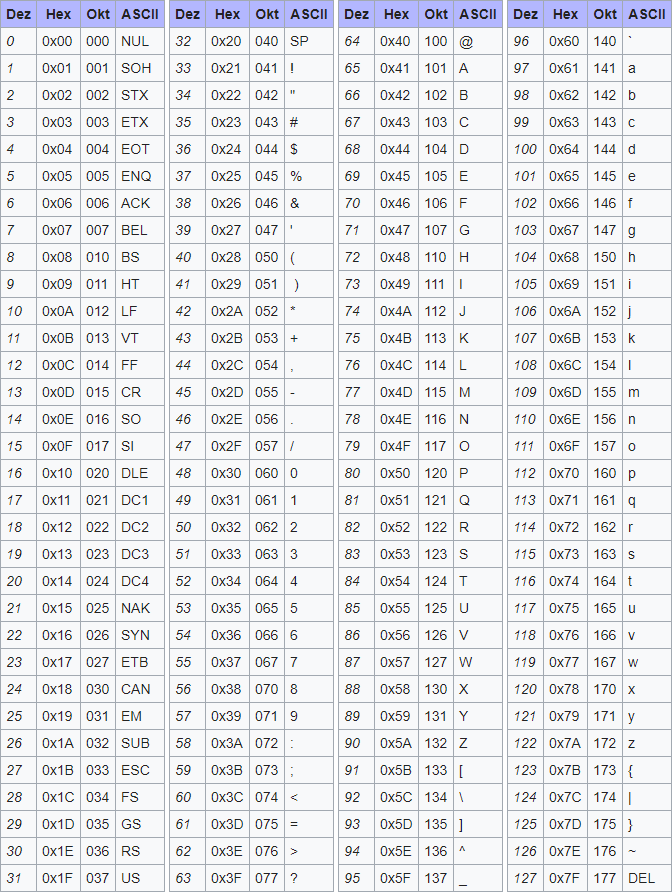 Dez Hex Okt ASCII Dez Hex Okt ASCII Dez Hex Okt ASCII Dez Hex Okt ASCII
0 0x00 000 NUL 32 0x20 040 SP 64 0x40 100 @ 96 0x60 140 `
1 0x01 001 SOH 33 0x21 041 ! 65 0x41 101 A 97 0x61 141 a
2 0x02 002 STX 34 0x22 042 " 66 0x42 102 B 98 0x62 142 b
3 0x03 003 ETX 35 0x23 043 # 67 0x43 103 C 99 0x63 143 c
4 0x04 004 EOT 36 0x24 044 $ 68 0x44 104 D 100 0x64 144 d
5 0x05 005 ENQ 37 0x25 045 % 69 0x45 105 E 101 0x65 145 e
6 0x06 006 ACK 38 0x26 046 & 70 0x46 106 F 102 0x66 146 f
7 0x07 007 BEL 39 0x27 047 ' 71 0x47 107 G 103 0x67 147 g
8 0x08 010 BS 40 0x28 050 ( 72 0x48 110 H 104 0x68 150 h
9 0x09 011 HT 41 0x29 051 ) 73 0x49 111 I 105 0x69 151 i
10 0x0A 012 LF 42 0x2A 052 * 74 0x4A 112 J 106 0x6A 152 j
11 0x0B 013 VT 43 0x2B 053 + 75 0x4B 113 K 107 0x6B 153 k
12 0x0C 014 FF 44 0x2C 054 , 76 0x4C 114 L 108 0x6C 154 l
13 0x0D 015 CR 45 0x2D 055 - 77 0x4D 115 M 109 0x6D 155 m
14 0x0E 016 SO 46 0x2E 056 . 78 0x4E 116 N 110 0x6E 156 n
15 0x0F 017 SI 47 0x2F 057 / 79 0x4F 117 O 111 0x6F 157 o
16 0x10 020 DLE 48 0x30 060 0 80 0x50 120 P 112 0x70 160 p
17 0x11 021 DC1 49 0x31 061 1 81 0x51 121 Q 113 0x71 161 q
18 0x12 022 DC2 50 0x32 062 2 82 0x52 122 R 114 0x72 162 r
19 0x13 023 DC3 51 0x33 063 3 83 0x53 123 S 115 0x73 163 s
20 0x14 024 DC4 52 0x34 064 4 84 0x54 124 T 116 0x74 164 t
21 0x15 025 NAK 53 0x35 065 5 85 0x55 125 U 117 0x75 165 u
22 0x16 026 SYN 54 0x36 066 6 86 0x56 126 V 118 0x76 166 v
23 0x17 027 ETB 55 0x37 067 7 87 0x57 127 W 119 0x77 167 w
24 0x18 030 CAN 56 0x38 070 8 88 0x58 130 X 120 0x78 170 x
25 0x19 031 EM 57 0x39 071 9 89 0x59 131 Y 121 0x79 171 y
26 0x1A 032 SUB 58 0x3A 072 : 90 0x5A 132 Z 122 0x7A 172 z
27 0x1B 033 ESC 59 0x3B 073 ; 91 0x5B 133 [ 123 0x7B 173 {
28 0x1C 034 FS 60 0x3C 074 < 92 0x5C 134 \ 124 0x7C 174 |
29 0x1D 035 GS 61 0x3D 075 = 93 0x5D 135 ] 125 0x7D 175 }
30 0x1E 036 RS 62 0x3E 076 > 94 0x5E 136 ^ 126 0x7E 176 ~
31 0x1F 037 US 63 0x3F 077 ? 95 0x5F 137 _ 127 0x7F 177 DEL